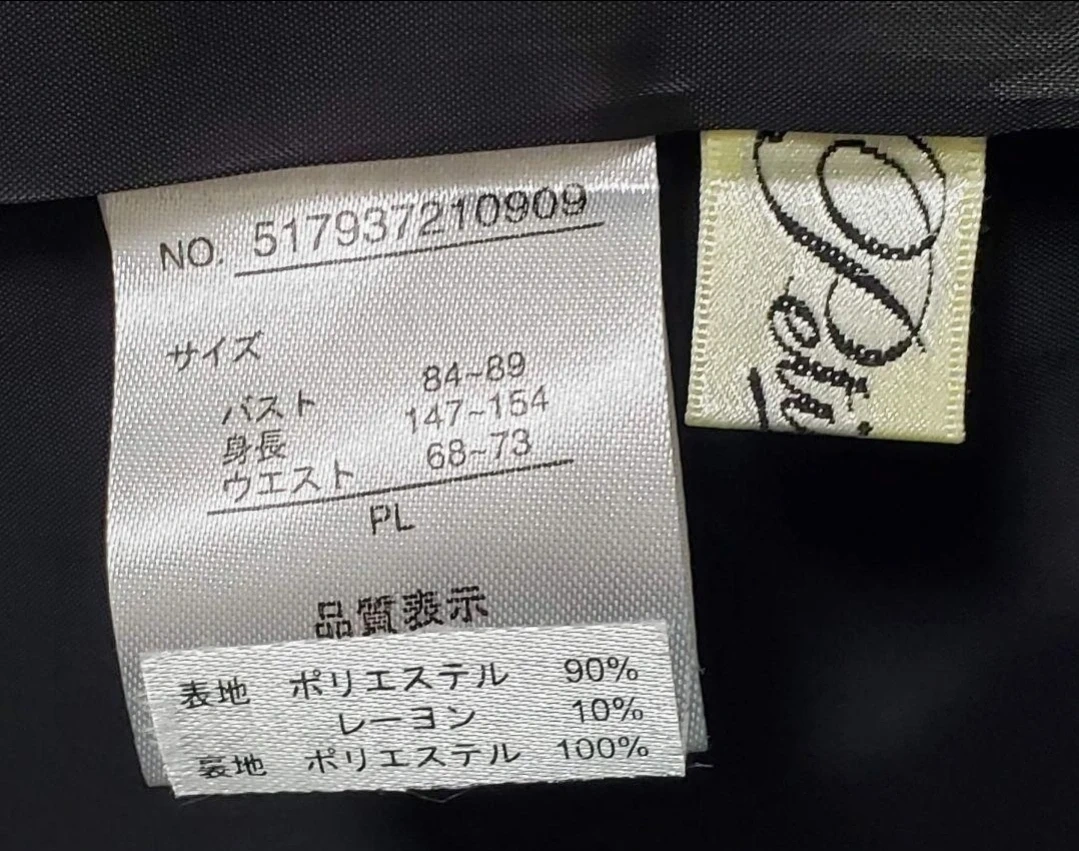 NO. 517937210909
サイズ
バスト 84~89
身長 147~154
ウエスト 68~73
PL
品質表示
表地 ポリエステル 90%
レーヨン 10%
裏地 ポリエステル 100%